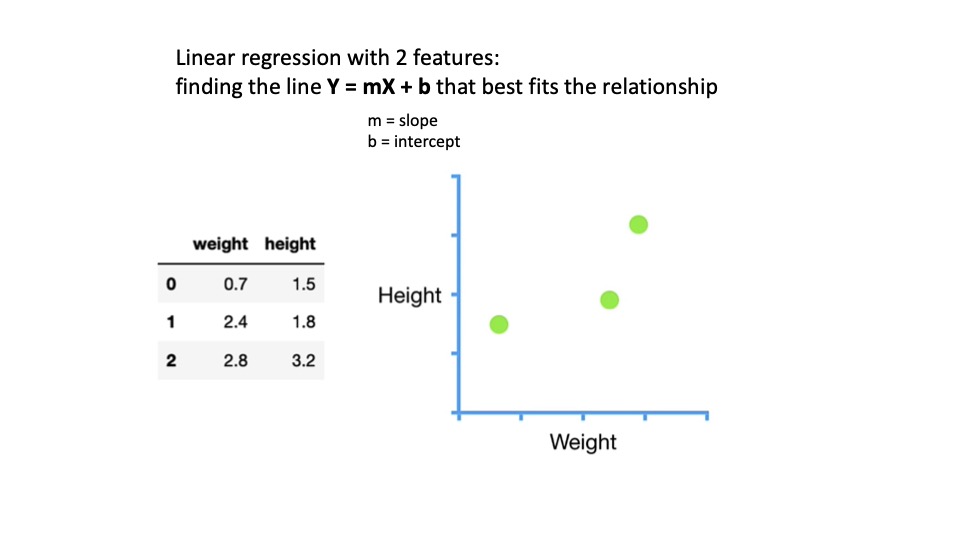 Linear regression with 2 features:
finding the line Y = mX + b that best fits the relationship
m = slope
b = intercept
weight height
0 0.7 1.5
1 2.4 1.8
2 2.8 3.2
Height
Weight